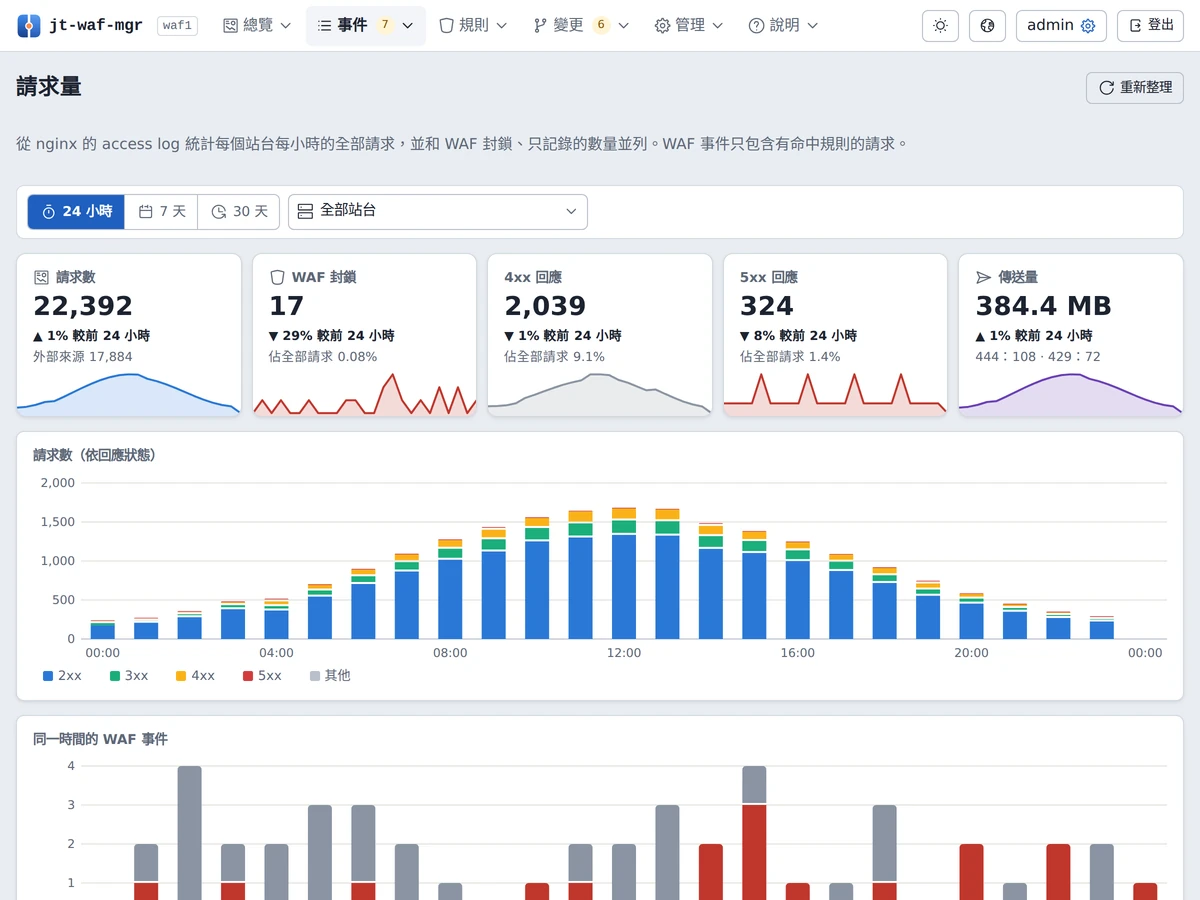 jt-waf-mgr waf1 總覽 事件 7 規則 變更 6 管理 說明 admin 登出
請求量
重新整理
從 nginx 的 access log 統計每個站台每小時的全部請求，並和 WAF 封鎖、只記錄的數量並列。WAF 事件只包含有命中規則的請求。
24 小時 7 天 30 天 全部站台
請求數
22,392
▲ 1% 較前 24 小時
外部來源 17,884
WAF 封鎖
17
▼ 29% 較前 24 小時
佔全部請求 0.08%
4xx 回應
2,039
▼ 1% 較前 24 小時
佔全部請求 9.1%
5xx 回應
324
▼ 8% 較前 24 小時
佔全部請求 1.4%
傳送量
384.4 MB
▲ 1% 較前 24 小時
444：108 · 429：72
請求數（依回應狀態）
2,000
1,500
1,000
500
0
00:00 04:00 08:00 12:00 16:00 20:00 00:00
2xx 3xx 4xx 5xx 其他
同一時間的 WAF 事件
4
3
2
1